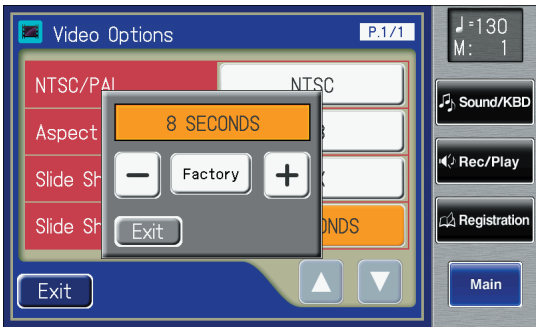 Video Options
P.1/1
♩=130
M: 1
NTSC/PAL
NTSC
Aspect
8 SECONDS
Slide Sh
Factory
Slide Sh
ONDS
Exit
Exit
Sound/KBD
Rec/Play
Registration
Main